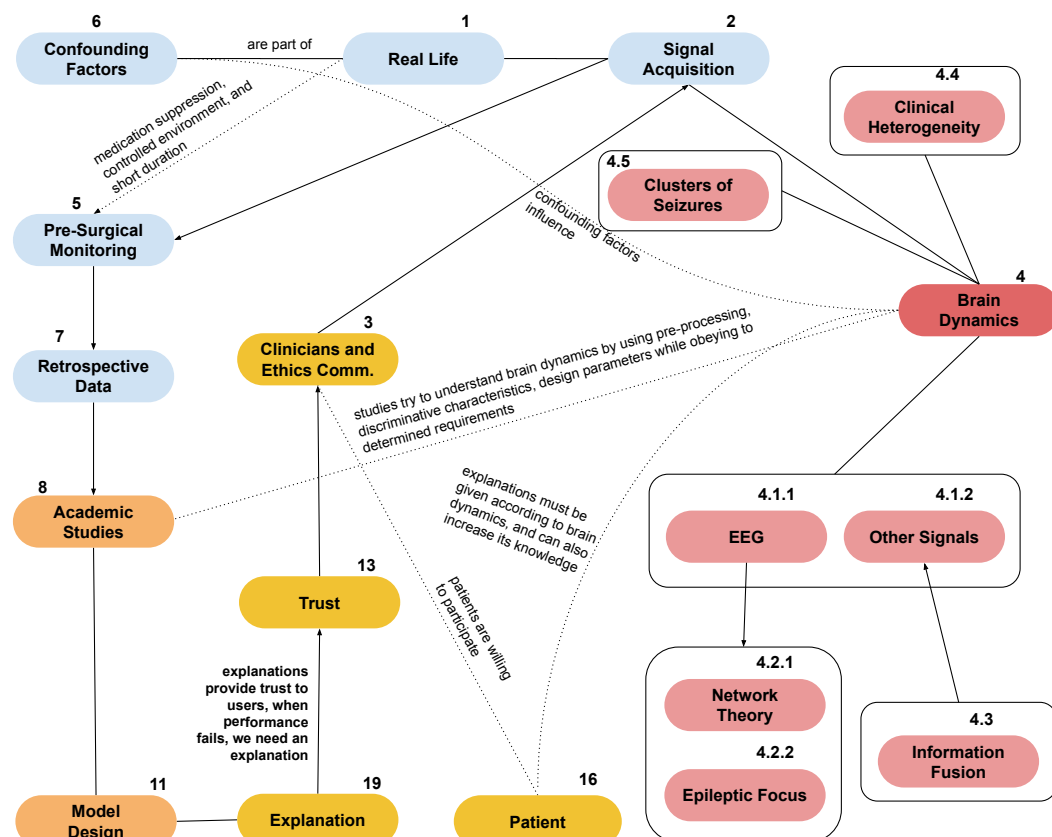 6
Confounding
Factors
are part of
1
Real Life
2
Signal
Acquisition
4.4
Clinical
Heterogeneity
medication suppression,
controlled environment, and
short duration
4.5
Clusters of
Seizures
5
Pre-Surgical
Monitoring
confounding factors
influence
4
Brain
Dynamics
3
Clinicians and
Ethics Comm.
7
Retrospective
Data
studies try to understand brain dynamics by using pre-processing,
discriminative characteristics, design parameters while obeying to
determined requirements
8
Academic
Studies
explanations must be
given according to brain
dynamics, and can also
increase its knowledge
4.1.1
EEG
4.1.2
Other Signals
13
Trust
patients are willing
to participate
explanations
provide trust to
users, when
performance
fails, we need an
explanation
4.2.1
Network
Theory
4.2.2
Epileptic Focus
4.3
Information
Fusion
11
Model
Design
19
Explanation
16
Patient